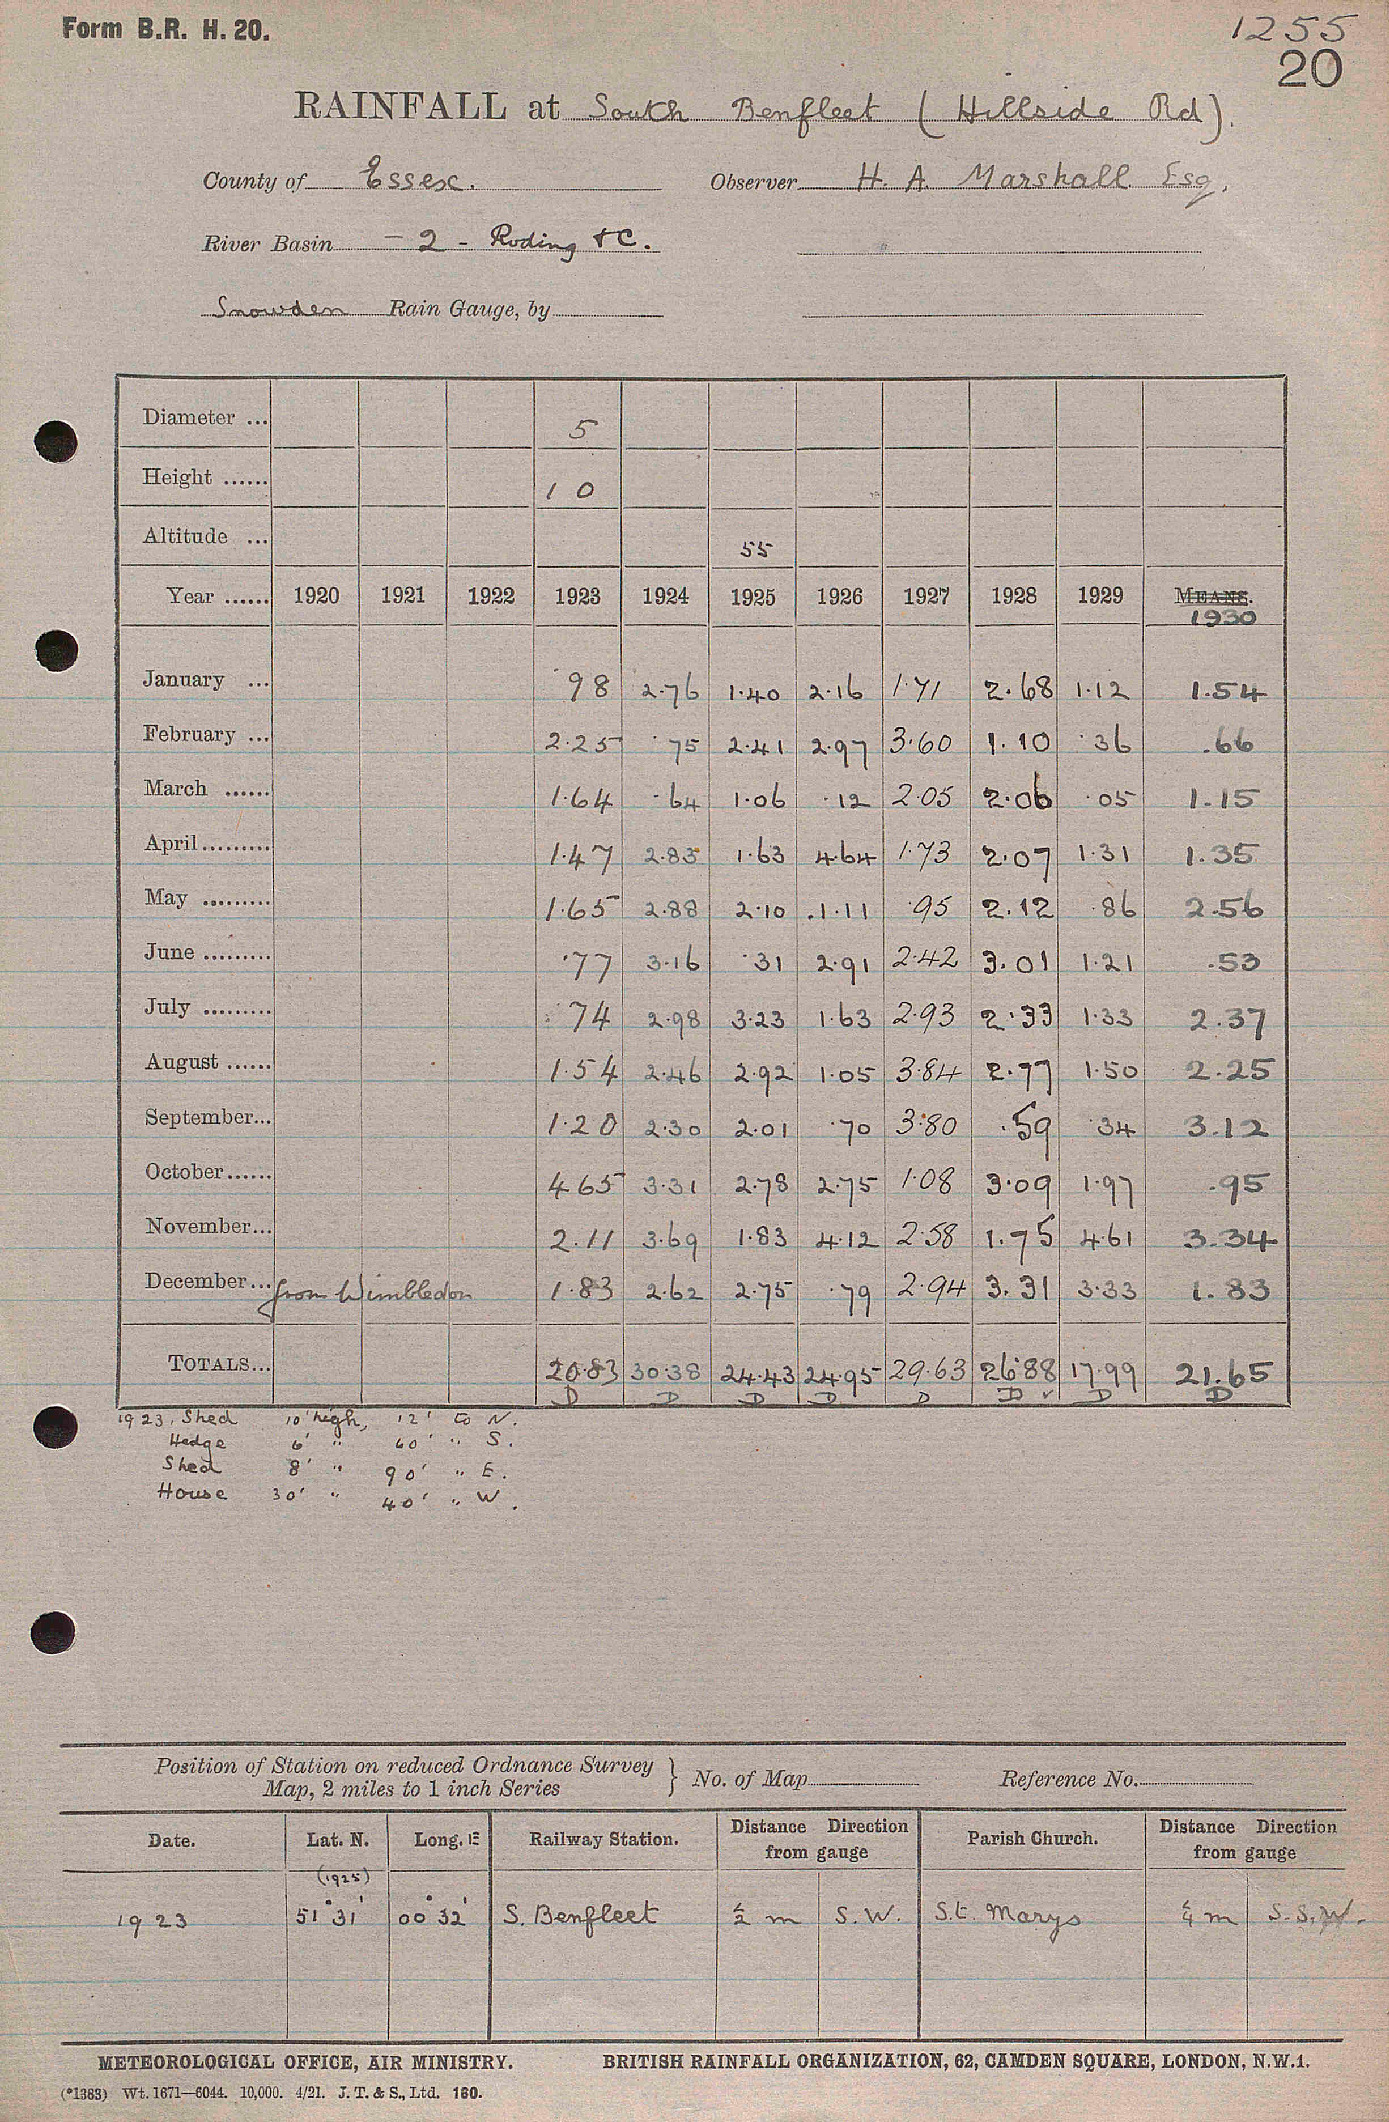 Form B.R. H. 20.
1255
20
RAINFALL at South Benfleet (Hillside Rd).
County of Essex. Observer H. A. Marshall Esq.
River Basin - 2 - Roding &C.
Snowden Rain Gauge, by
Diameter ... 5
Height ...... 10
Altitude ... 55
Year ...... 1920 1921 1922 1923 1924 1925 1926 1927 1928 1929 MEANS.
1930
January ... ·98 2·76 1·40 2·16 1·71 2·68 1·12 1.54
February ... 2·25 ·75 2·41 2·97 3·60 1·10 ·36 .66
March ...... 1·64 ·64 1·06 ·12 2·05 2·06 ·05 1.15
April ......... 1·47 2·83 1·63 4·64 1·73 2·07 1·31 1.35
May ......... 1·65 2·88 2·10 1·11 ·95 2.12 ·86 2.56
June ......... ·77 3·16 ·31 2·91 2·42 3.01 1·21 .53
July ......... ·74 2·98 3·23 1·63 2·93 2·33 1·33 2.37
August ...... 1·54 2·46 2·92 1·05 3·84 2·77 1·50 2.25
September... 1·20 2·30 2·01 ·70 3·80 ·59 ·34 3.12
October...... 4 65 3·31 2·78 2·75 1·08 3·09 1·97 .95
November... 2.11 3·69 1·83 4·12 2·58 1.75 4·61 3.34
December... from Wimbledon 1·83 2·62 2·75 ·79 2·94 3.31 3·33 1.83
TOTALS... 20·83 30·38 24·43 24·95 29·63 26·88 17·99 21.65
D D D D D D ✓ D D
1923, Shed 10' high, 12' to N.
Hedge 6' " 60' " S.
Shed 8' " 90' " E.
House 30' " 40' " W.
Position of Station on reduced Ordnance Survey Map, 2 miles to 1 inch Series } No. of Map Reference No.
Date. Lat. N. Long. E Railway Station. Distance Direction from gauge Parish Church. Distance Direction from gauge
(1925)
1923 51° 31' 00° 32' S. Benfleet ½ m S.W. St. Marys ¼ m S.S.W.
METEOROLOGICAL OFFICE, AIR MINISTRY. BRITISH RAINFALL ORGANIZATION, 62, CAMDEN SQUARE, LONDON, N.W.1.
(*1383) Wt. 1671—6044. 10,000. 4/21. J. T. & S., Ltd. 160.